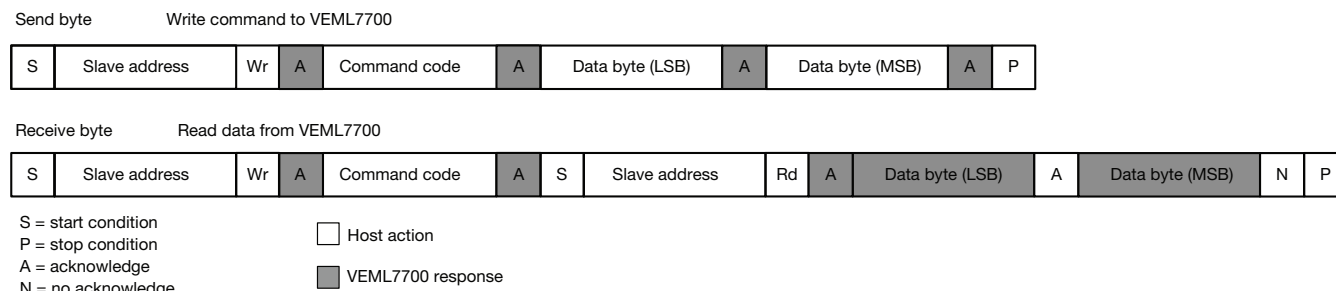 Send byte Write command to VEML7700
S Slave address Wr A Command code A Data byte (LSB) A Data byte (MSB) A P
Receive byte Read data from VEML7700
S Slave address Wr A Command code A S Slave address Rd A Data byte (LSB) A Data byte (MSB) N P
S = start condition
P = stop condition
A = acknowledge
N = no acknowledge
Host action
VEML7700 response